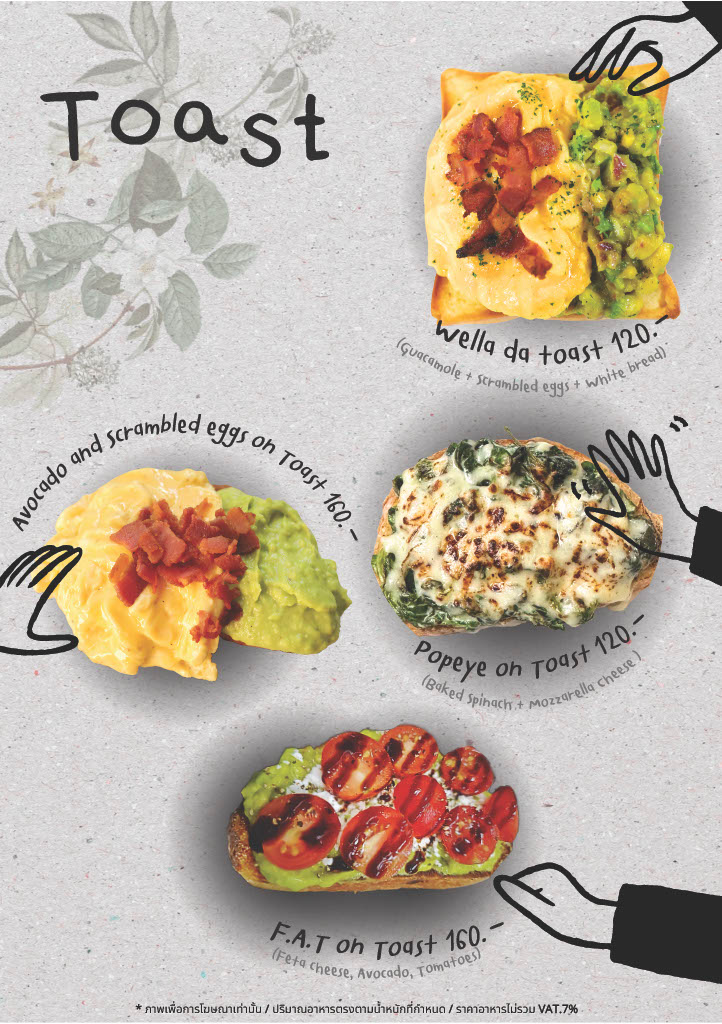 Toast
Wella da toast 120.-
(Guacamole + scrambled eggs + white bread)
Avocado and scrambled eggs on Toast 160.-
Popeye on Toast 120.-
(Baked spinach + Mozzarella cheese)
F.A.T on Toast 160.-
(Feta cheese, Avocado, Tomatoes)
* ภาพเพื่อการโฆษณาเท่านั้น / ปริมาณอาหารตรงตามน้ำหนักที่กำหนด / ราคาอาหารไม่รวม VAT.7%